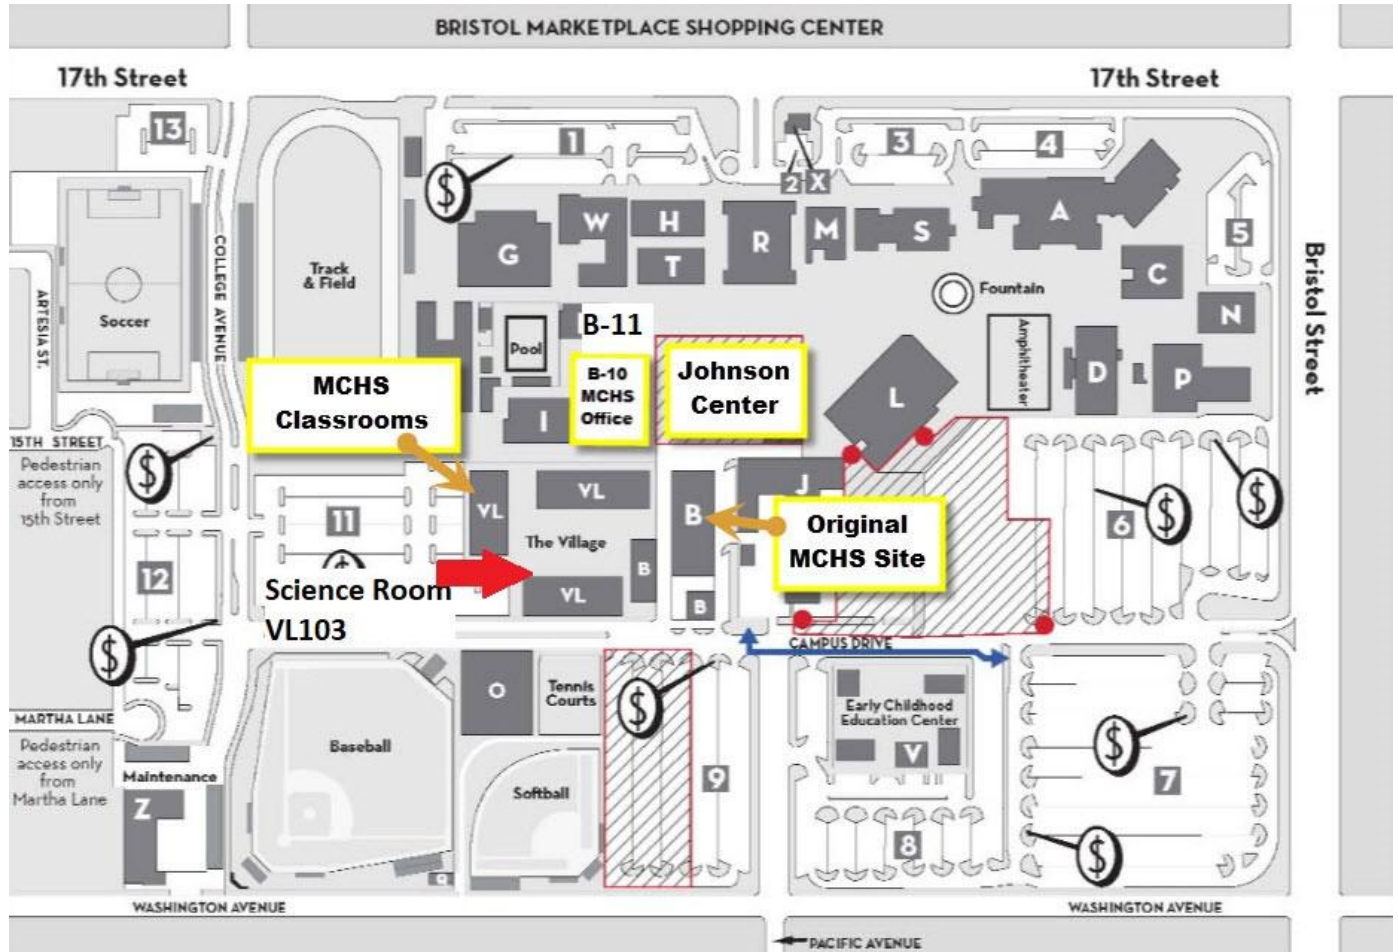 BRISTOL MARKETPLACE SHOPPING CENTER
17th Street
17th Street
13
1
2
X
3
4
5
$
COLLEGE AVENUE
ARTESIA ST.
Soccer
Track
& Field
G
W
H
T
R
M
S
A
C
N
Fountain
Bristol Street
Pool
B-11
B-10
MCHS
Office
Johnson
Center
Amphitheater
D
P
L
MCHS
Classrooms
I
15TH STREET
Pedestrian
access only
from
15th Street
$
11
VL
VL
The Village
B
J
Original
MCHS Site
6
$
$
12
Science Room
VL103
VL
B
B
$
CAMPUS DRIVE
MARTHA LANE
Pedestrian
access only
from
Martha Lane
Maintenance
Z
Baseball
O
Tennis
Courts
Softball
Q
$
9
Early Childhood
Education Center
V
8
$
7
$
WASHINGTON AVENUE
WASHINGTON AVENUE
PACIFIC AVENUE